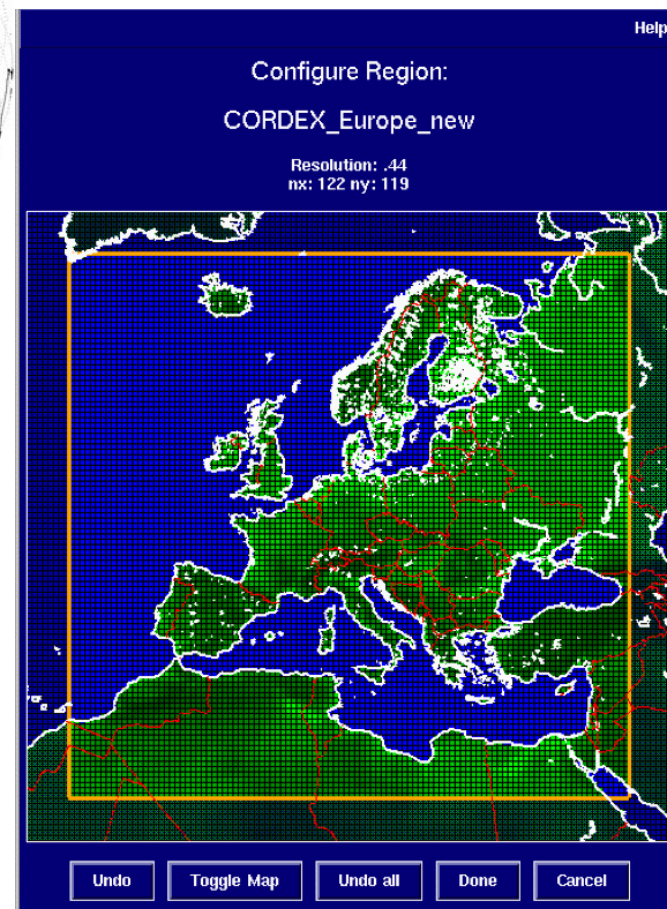 Help
Configure Region:
CORDEX_Europe_new
Resolution: .44
nx: 122 ny: 119
Undo
Toggle Map
Undo all
Done
Cancel